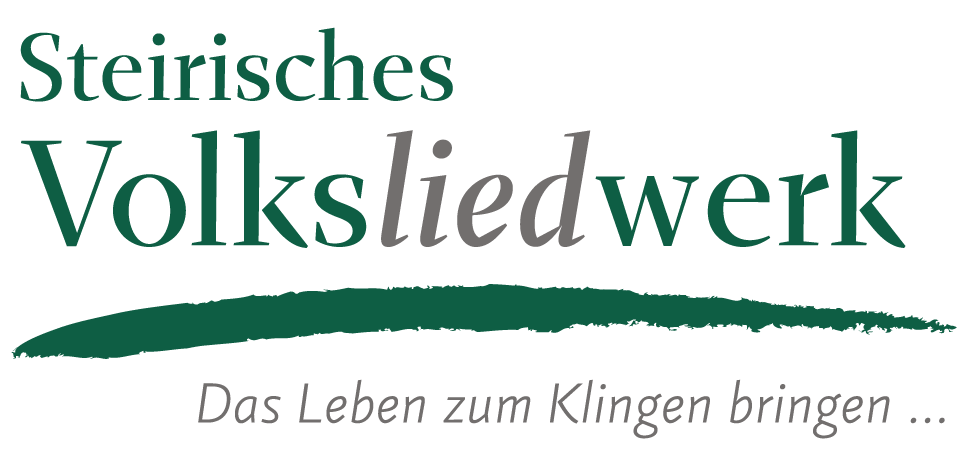 Steirisches
Volksliedwerk
Das Leben zum Klingen bringen ...